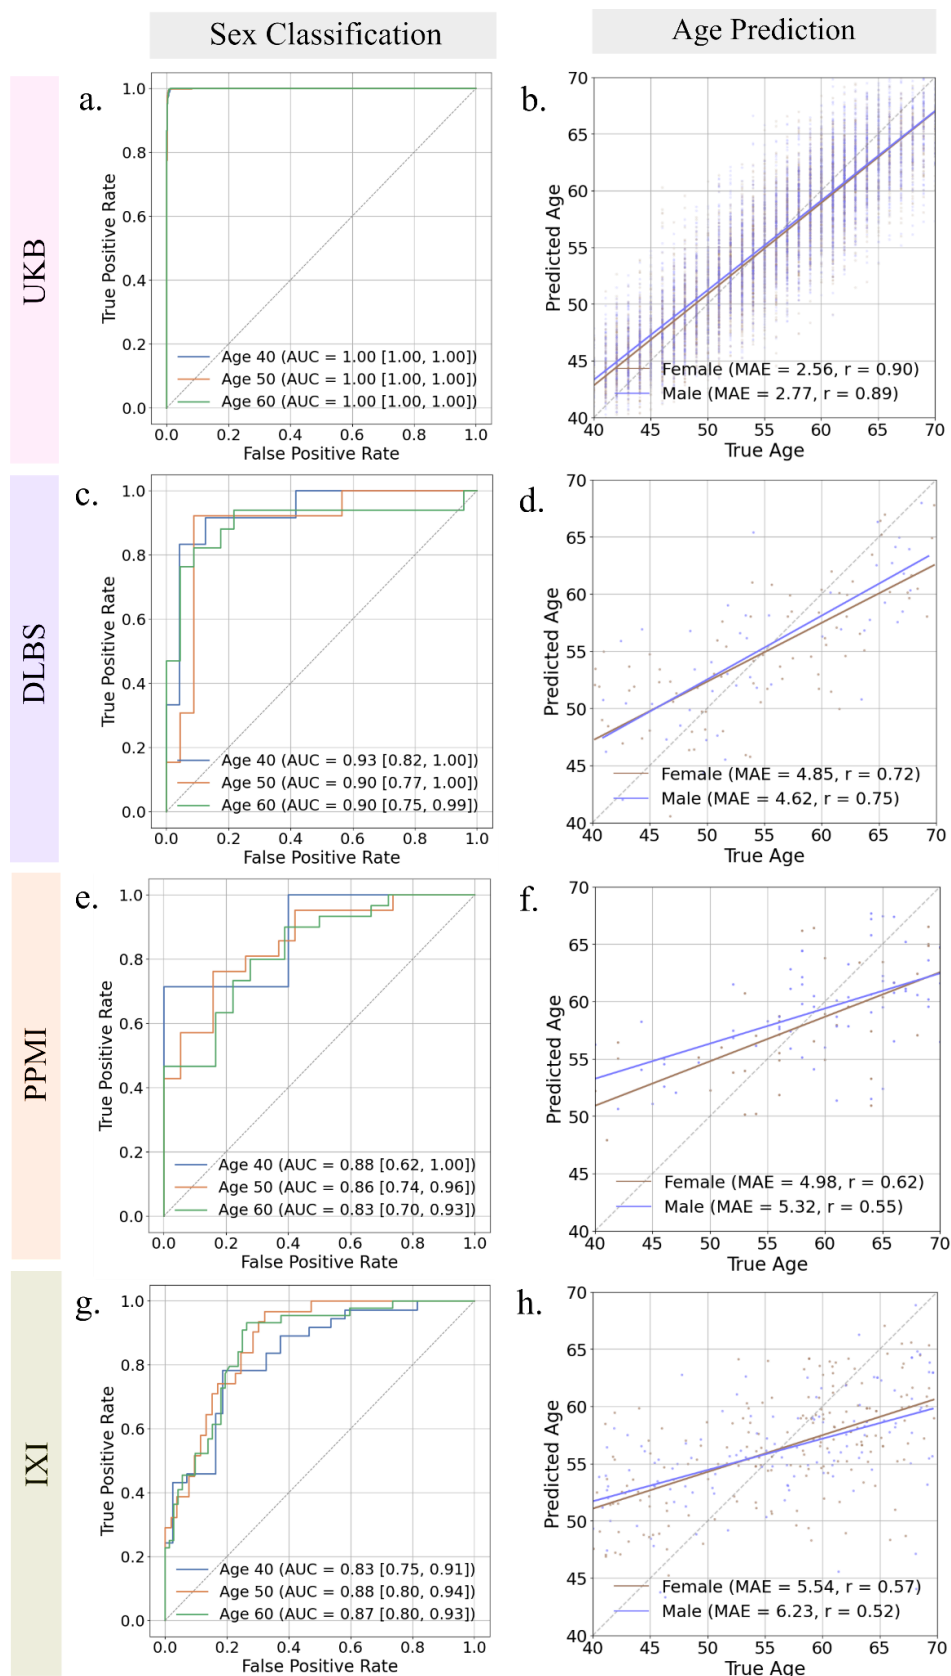 Sex Classification
Age Prediction
UKB
a.
1.0
0.8
0.6
0.4
0.2
0.0
True Positive Rate
Age 40 (AUC = 1.00 [1.00, 1.00])
Age 50 (AUC = 1.00 [1.00, 1.00])
Age 60 (AUC = 1.00 [1.00, 1.00])
0.0 0.2 0.4 0.6 0.8 1.0
False Positive Rate
b.
70
65
60
55
50
45
40
Predicted Age
Female (MAE = 2.56, r = 0.90)
Male (MAE = 2.77, r = 0.89)
40 45 50 55 60 65 70
True Age
DLBS
c.
1.0
0.8
0.6
0.4
0.2
0.0
True Positive Rate
Age 40 (AUC = 0.93 [0.82, 1.00])
Age 50 (AUC = 0.90 [0.77, 1.00])
Age 60 (AUC = 0.90 [0.75, 0.99])
0.0 0.2 0.4 0.6 0.8 1.0
False Positive Rate
d.
70
65
60
55
50
45
40
Predicted Age
Female (MAE = 4.85, r = 0.72)
Male (MAE = 4.62, r = 0.75)
40 45 50 55 60 65 70
True Age
PPMI
e.
1.0
0.8
0.6
0.4
0.2
0.0
True Positive Rate
Age 40 (AUC = 0.88 [0.62, 1.00])
Age 50 (AUC = 0.86 [0.74, 0.96])
Age 60 (AUC = 0.83 [0.70, 0.93])
0.0 0.2 0.4 0.6 0.8 1.0
False Positive Rate
f.
70
65
60
55
50
45
40
Predicted Age
Female (MAE = 4.98, r = 0.62)
Male (MAE = 5.32, r = 0.55)
40 45 50 55 60 65 70
True Age
IXI
g.
1.0
0.8
0.6
0.4
0.2
0.0
True Positive Rate
Age 40 (AUC = 0.83 [0.75, 0.91])
Age 50 (AUC = 0.88 [0.80, 0.94])
Age 60 (AUC = 0.87 [0.80, 0.93])
0.0 0.2 0.4 0.6 0.8 1.0
False Positive Rate
h.
70
65
60
55
50
45
40
Predicted Age
Female (MAE = 5.54, r = 0.57)
Male (MAE = 6.23, r = 0.52)
40 45 50 55 60 65 70
True Age